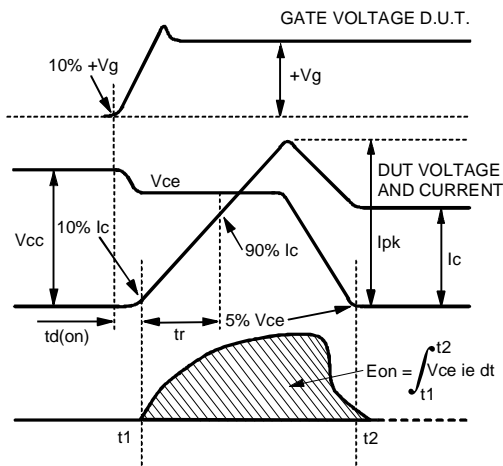 GATE VOLTAGE D.U.T.
10% +Vg
+Vg
Vce
DUT VOLTAGE
AND CURRENT
Vcc
10% Ic
90% Ic
Ipk
Ic
td(on)
tr
5% Vce
Eon = ∫ Vce ie dt
t2
t1
t1
t2